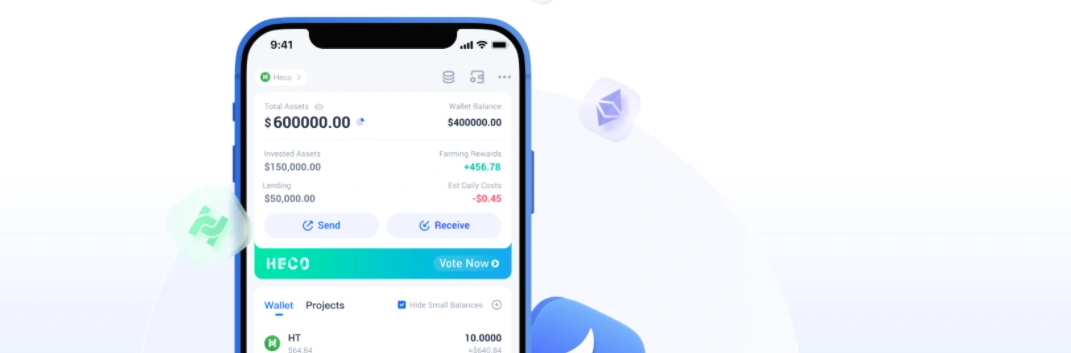 9:41
Heco
Total Assets Wallet Balance
$600000.00 $400000.00
Invested Assets Farming Rewards
$150,000.00 +456.78
Lending Est Daily Costs
$50,000.00 -$0.45
Send Receive
HECO Vote Now
Wallet Projects Hide Small Balances
HT 10.0000
$64.84 ≈$640.84